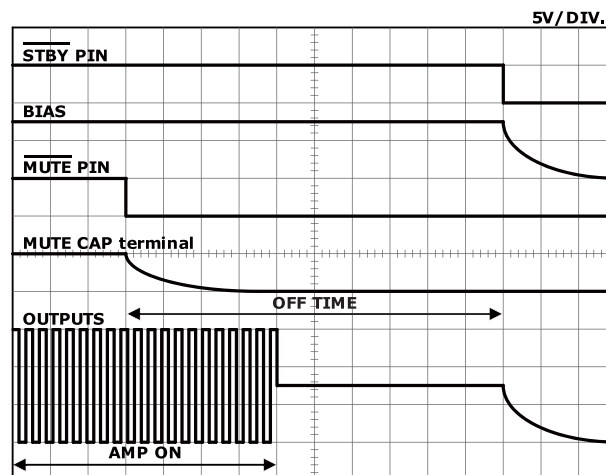 5V/DIV.
STBY PIN
BIAS
MUTE PIN
MUTE CAP terminal
OFF TIME
OUTPUTS
AMP ON